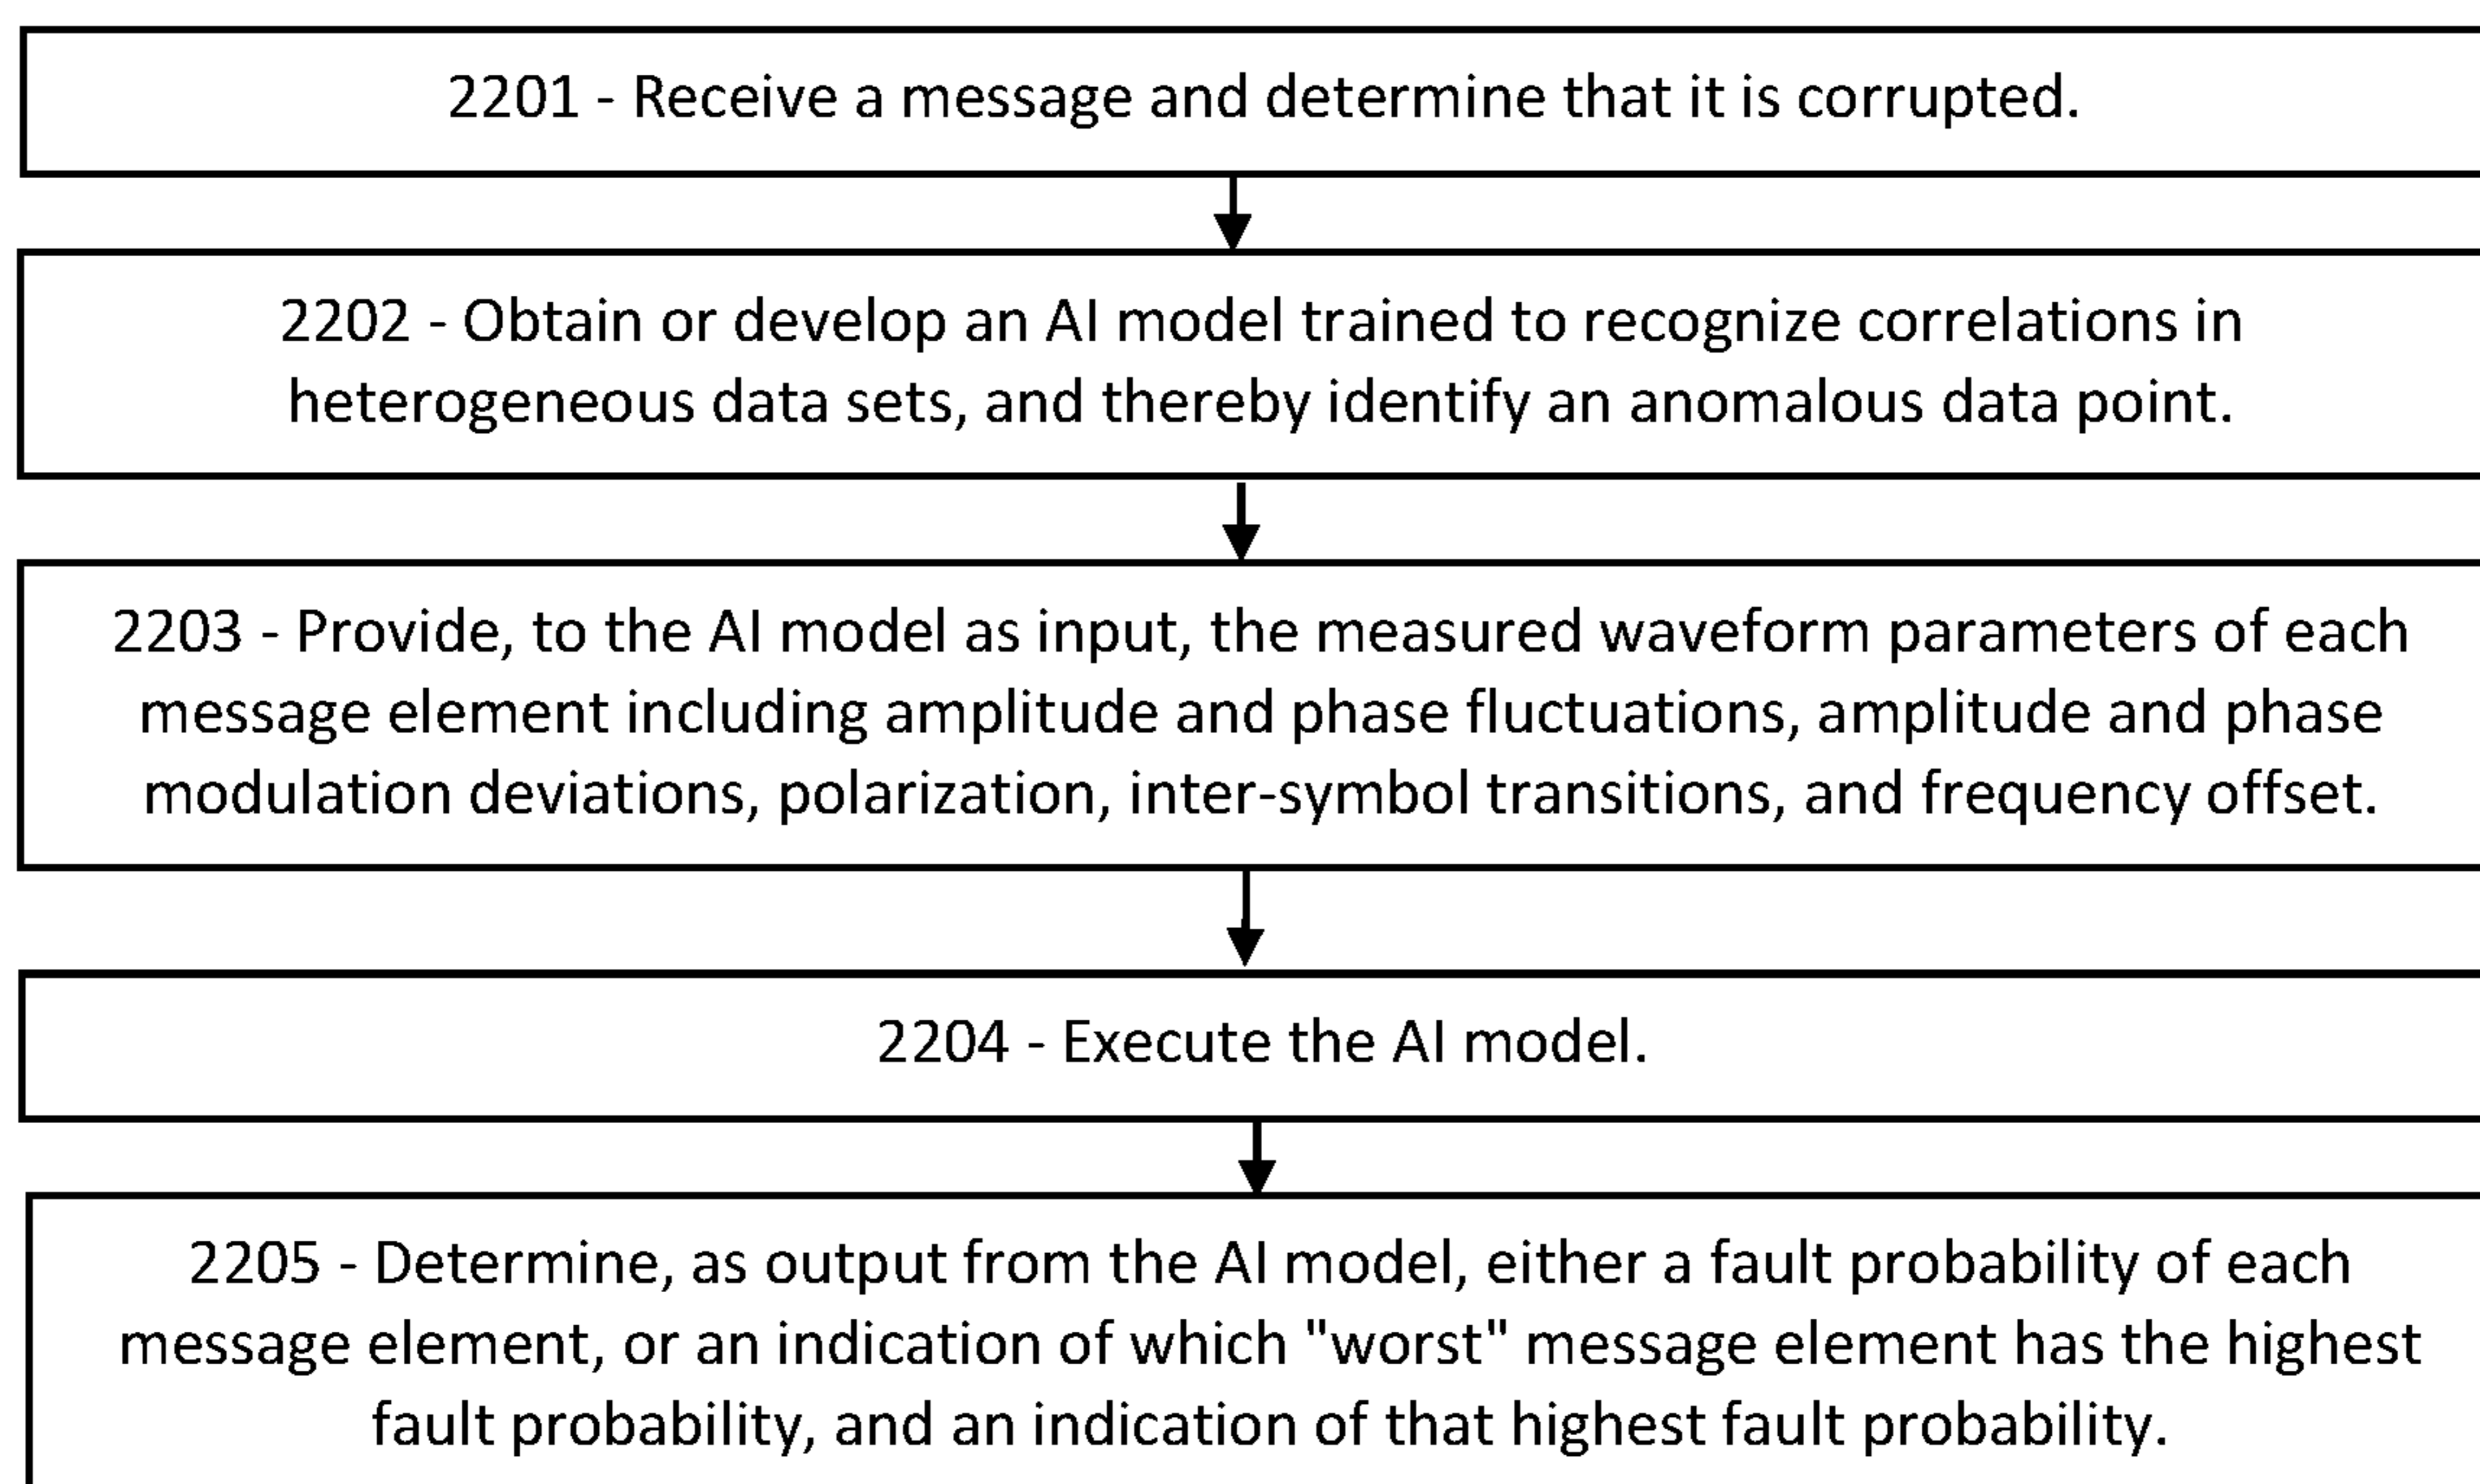 2201 - Receive a message and determine that it is corrupted.
2202 - Obtain or develop an AI model trained to recognize correlations in
heterogeneous data sets, and thereby identify an anomalous data point.
2203 - Provide, to the AI model as input, the measured waveform parameters of each
message element including amplitude and phase fluctuations, amplitude and phase
modulation deviations, polarization, inter-symbol transitions, and frequency offset.
2204 - Execute the AI model.
2205 - Determine, as output from the AI model, either a fault probability of each
message element, or an indication of which "worst" message element has the highest
fault probability, and an indication of that highest fault probability.